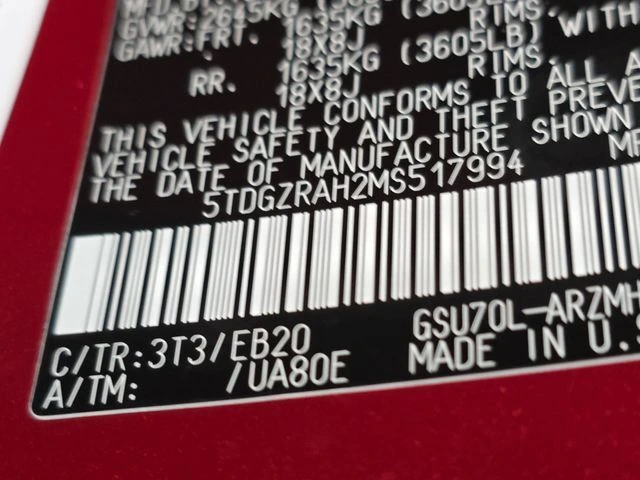 GVWR: 2615KG
GAWR:FRT. 1635KG (3605LB) WITH
18X8J RIMS,
RR. 1635KG (3605LB)
18X8J RIMS,
THIS VEHICLE CONFORMS TO ALL A
VEHICLE SAFETY AND THEFT PREVE
THE DATE OF MANUFACTURE SHOWN
5TDGZRAH2MS517994 MP
C/TR:3T3/EB20 GSU70L-ARZMH
A/TM: /UA80E MADE IN U.S